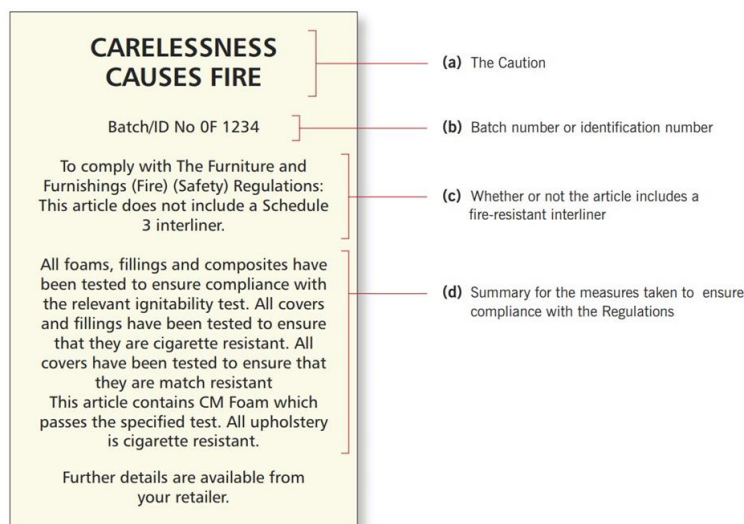 CARELESSNESS
CAUSES FIRE
(a) The Caution
Batch/ID No 0F 1234
(b) Batch number or identification number
To comply with The Furniture and
Furnishings (Fire) (Safety) Regulations:
This article does not include a Schedule
3 interliner.
(c) Whether or not the article includes a
fire-resistant interliner
All foams, fillings and composites have
been tested to ensure compliance with
the relevant ignitability test. All covers
and fillings have been tested to ensure
that they are cigarette resistant. All
covers have been tested to ensure that
they are match resistant
This article contains CM Foam which
passes the specified test. All upholstery
is cigarette resistant.
(d) Summary for the measures taken to ensure
compliance with the Regulations
Further details are available from
your retailer.